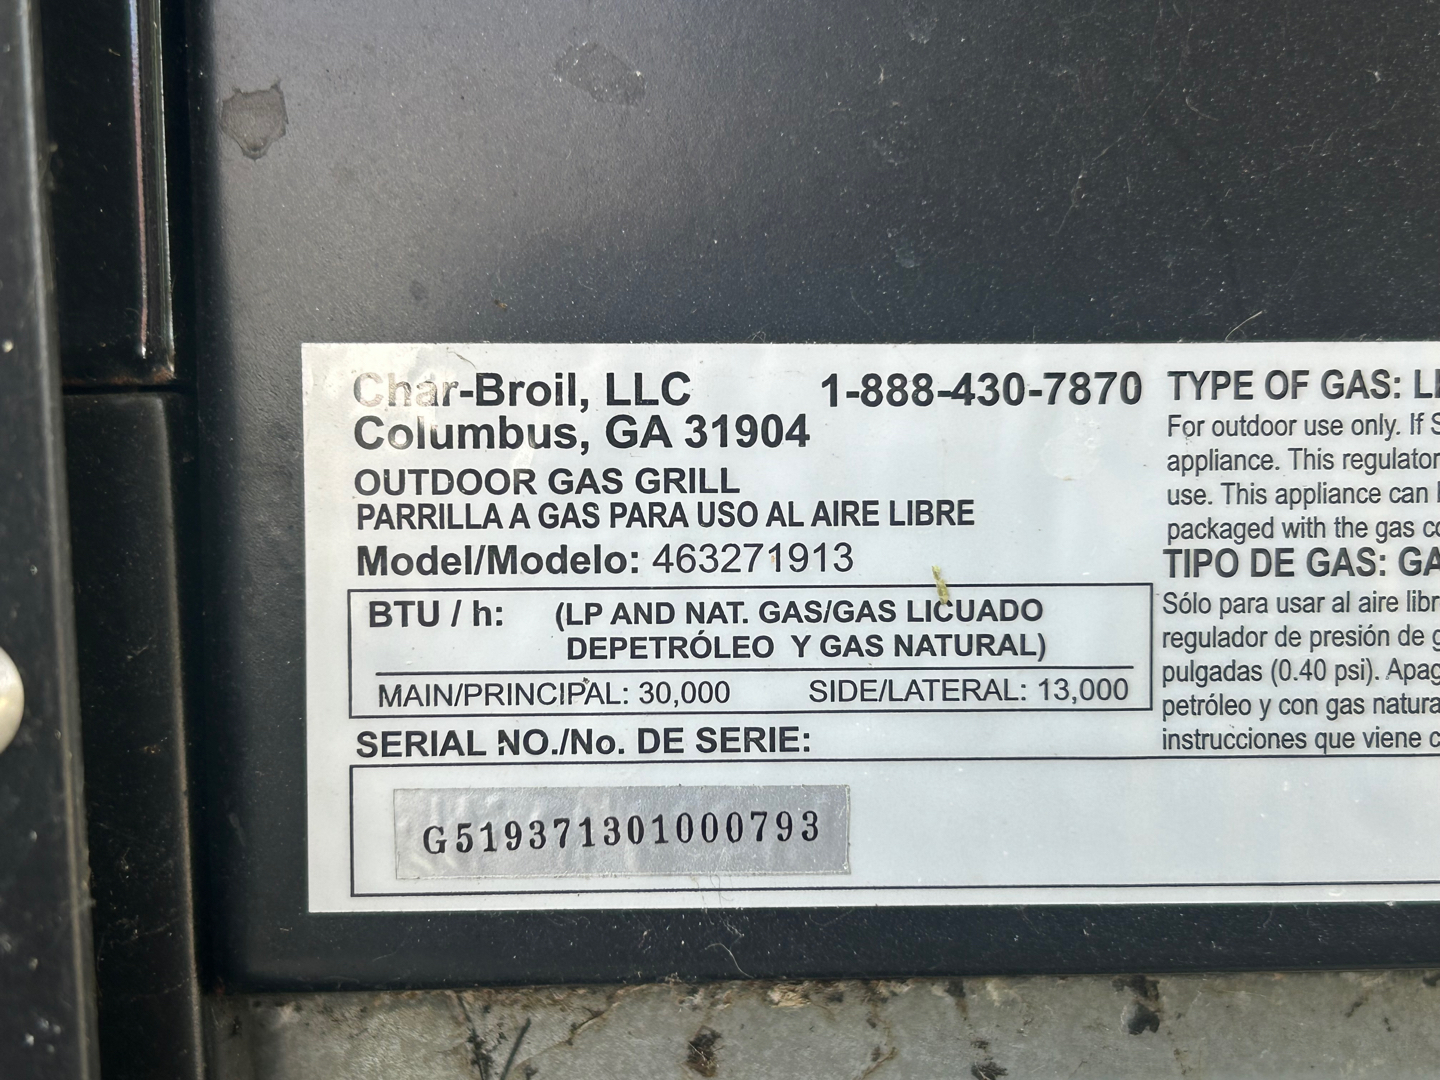 Char-Broil, LLC 1-888-430-7870
Columbus, GA 31904
OUTDOOR GAS GRILL
PARRILLA A GAS PARA USO AL AIRE LIBRE
Model/Modelo: 463271913
BTU / h: (LP AND NAT. GAS/GAS LICUADO
DEPETRÓLEO Y GAS NATURAL)
MAIN/PRINCIPAL: 30,000 SIDE/LATERAL: 13,000
SERIAL NO./No. DE SERIE:
G519371301000793
TYPE OF GAS:
For outdoor use only. If
appliance. This regulator
use. This appliance can
packaged with the gas
TIPO DE GAS:
Sólo para usar al aire
regulador de presión de
pulgadas (0.40 psi).
petróleo y con gas
instrucciones que viene